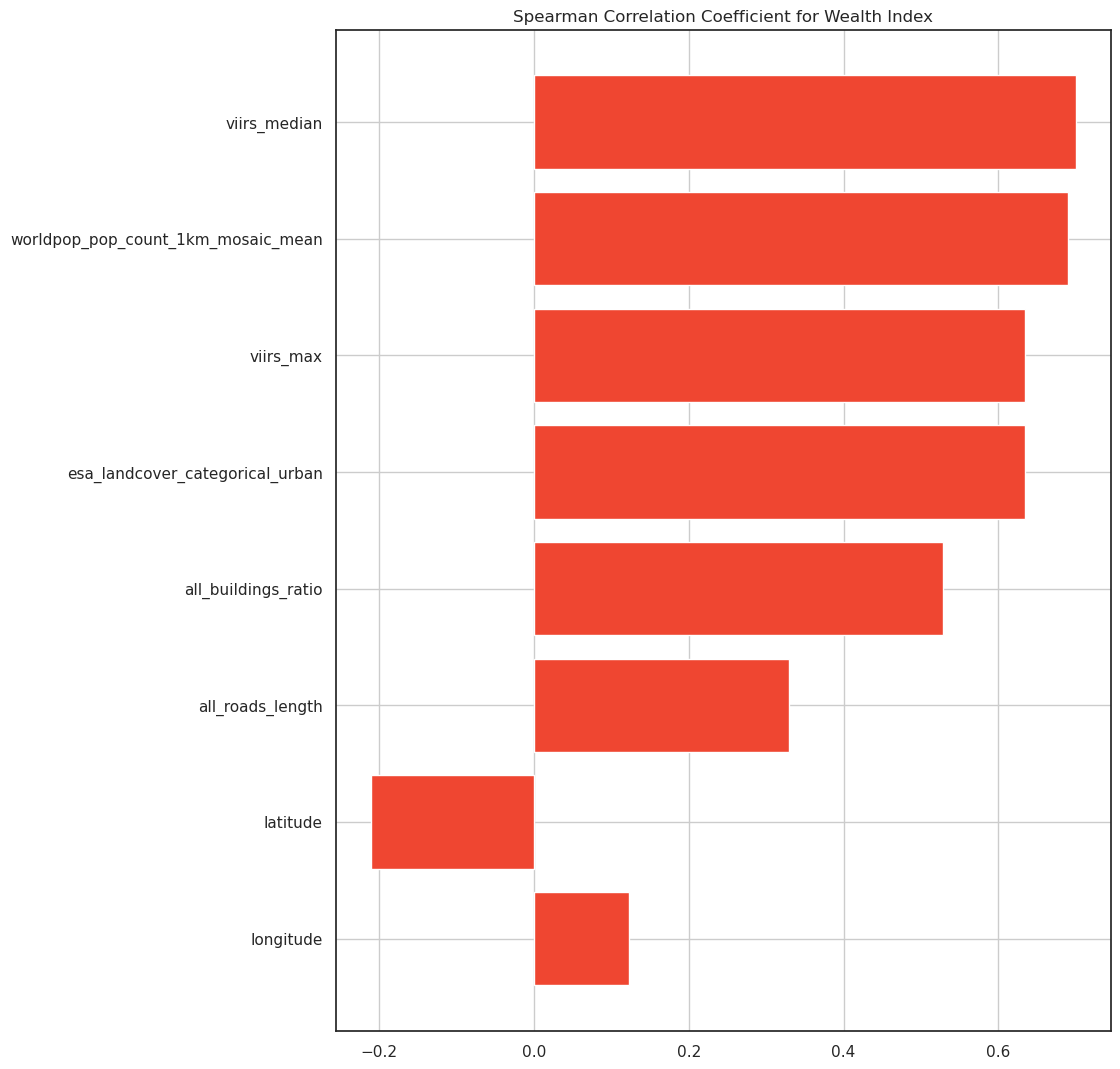 Spearman Correlation Coefficient for Wealth Index
viirs_median
worldpop_pop_count_1km_mosaic_mean
viirs_max
esa_landcover_categorical_urban
all_buildings_ratio
all_roads_length
latitude
longitude
−0.2 0.0 0.2 0.4 0.6